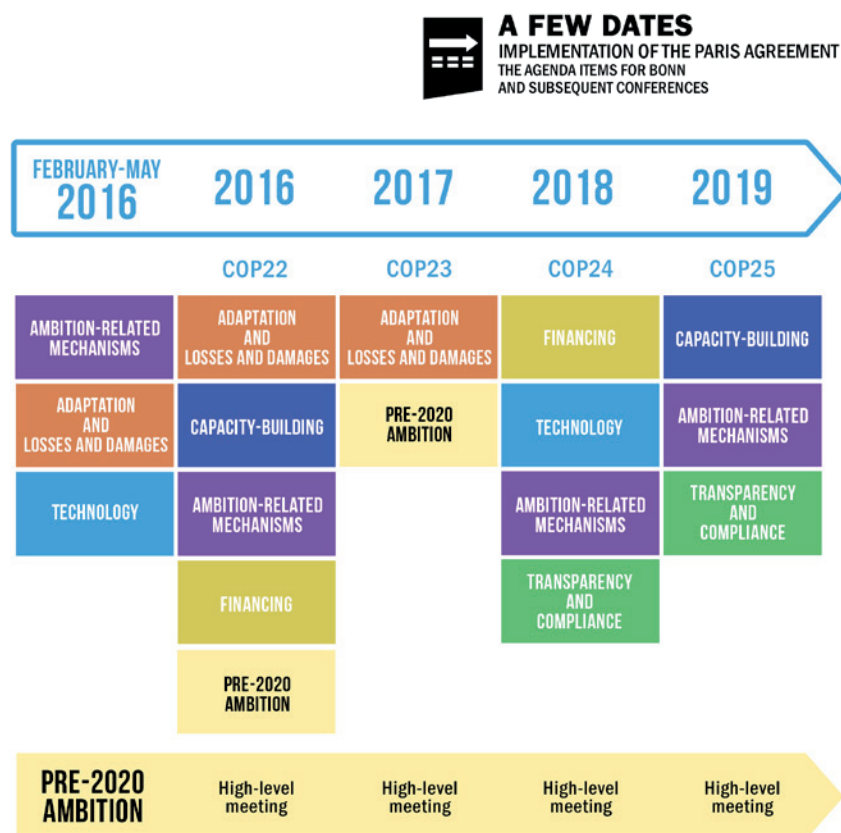 A FEW DATES
IMPLEMENTATION OF THE PARIS AGREEMENT
THE AGENDA ITEMS FOR BONN
AND SUBSEQUENT CONFERENCES
FEBRUARY-MAY
2016
2016
2017
2018
2019
COP22
COP23
COP24
COP25
AMBITION-RELATED
MECHANISMS
ADAPTATION
AND
LOSSES AND DAMAGES
TECHNOLOGY
ADAPTATION
AND
LOSSES AND DAMAGES
CAPACITY-BUILDING
AMBITION-RELATED
MECHANISMS
FINANCING
PRE-2020
AMBITION
ADAPTATION
AND
LOSSES AND DAMAGES
PRE-2020
AMBITION
FINANCING
TECHNOLOGY
AMBITION-RELATED
MECHANISMS
TRANSPARENCY
AND
COMPLIANCE
CAPACITY-BUILDING
AMBITION-RELATED
MECHANISMS
TRANSPARENCY
AND
COMPLIANCE
PRE-2020
AMBITION
High-level
meeting
High-level
meeting
High-level
meeting
High-level
meeting